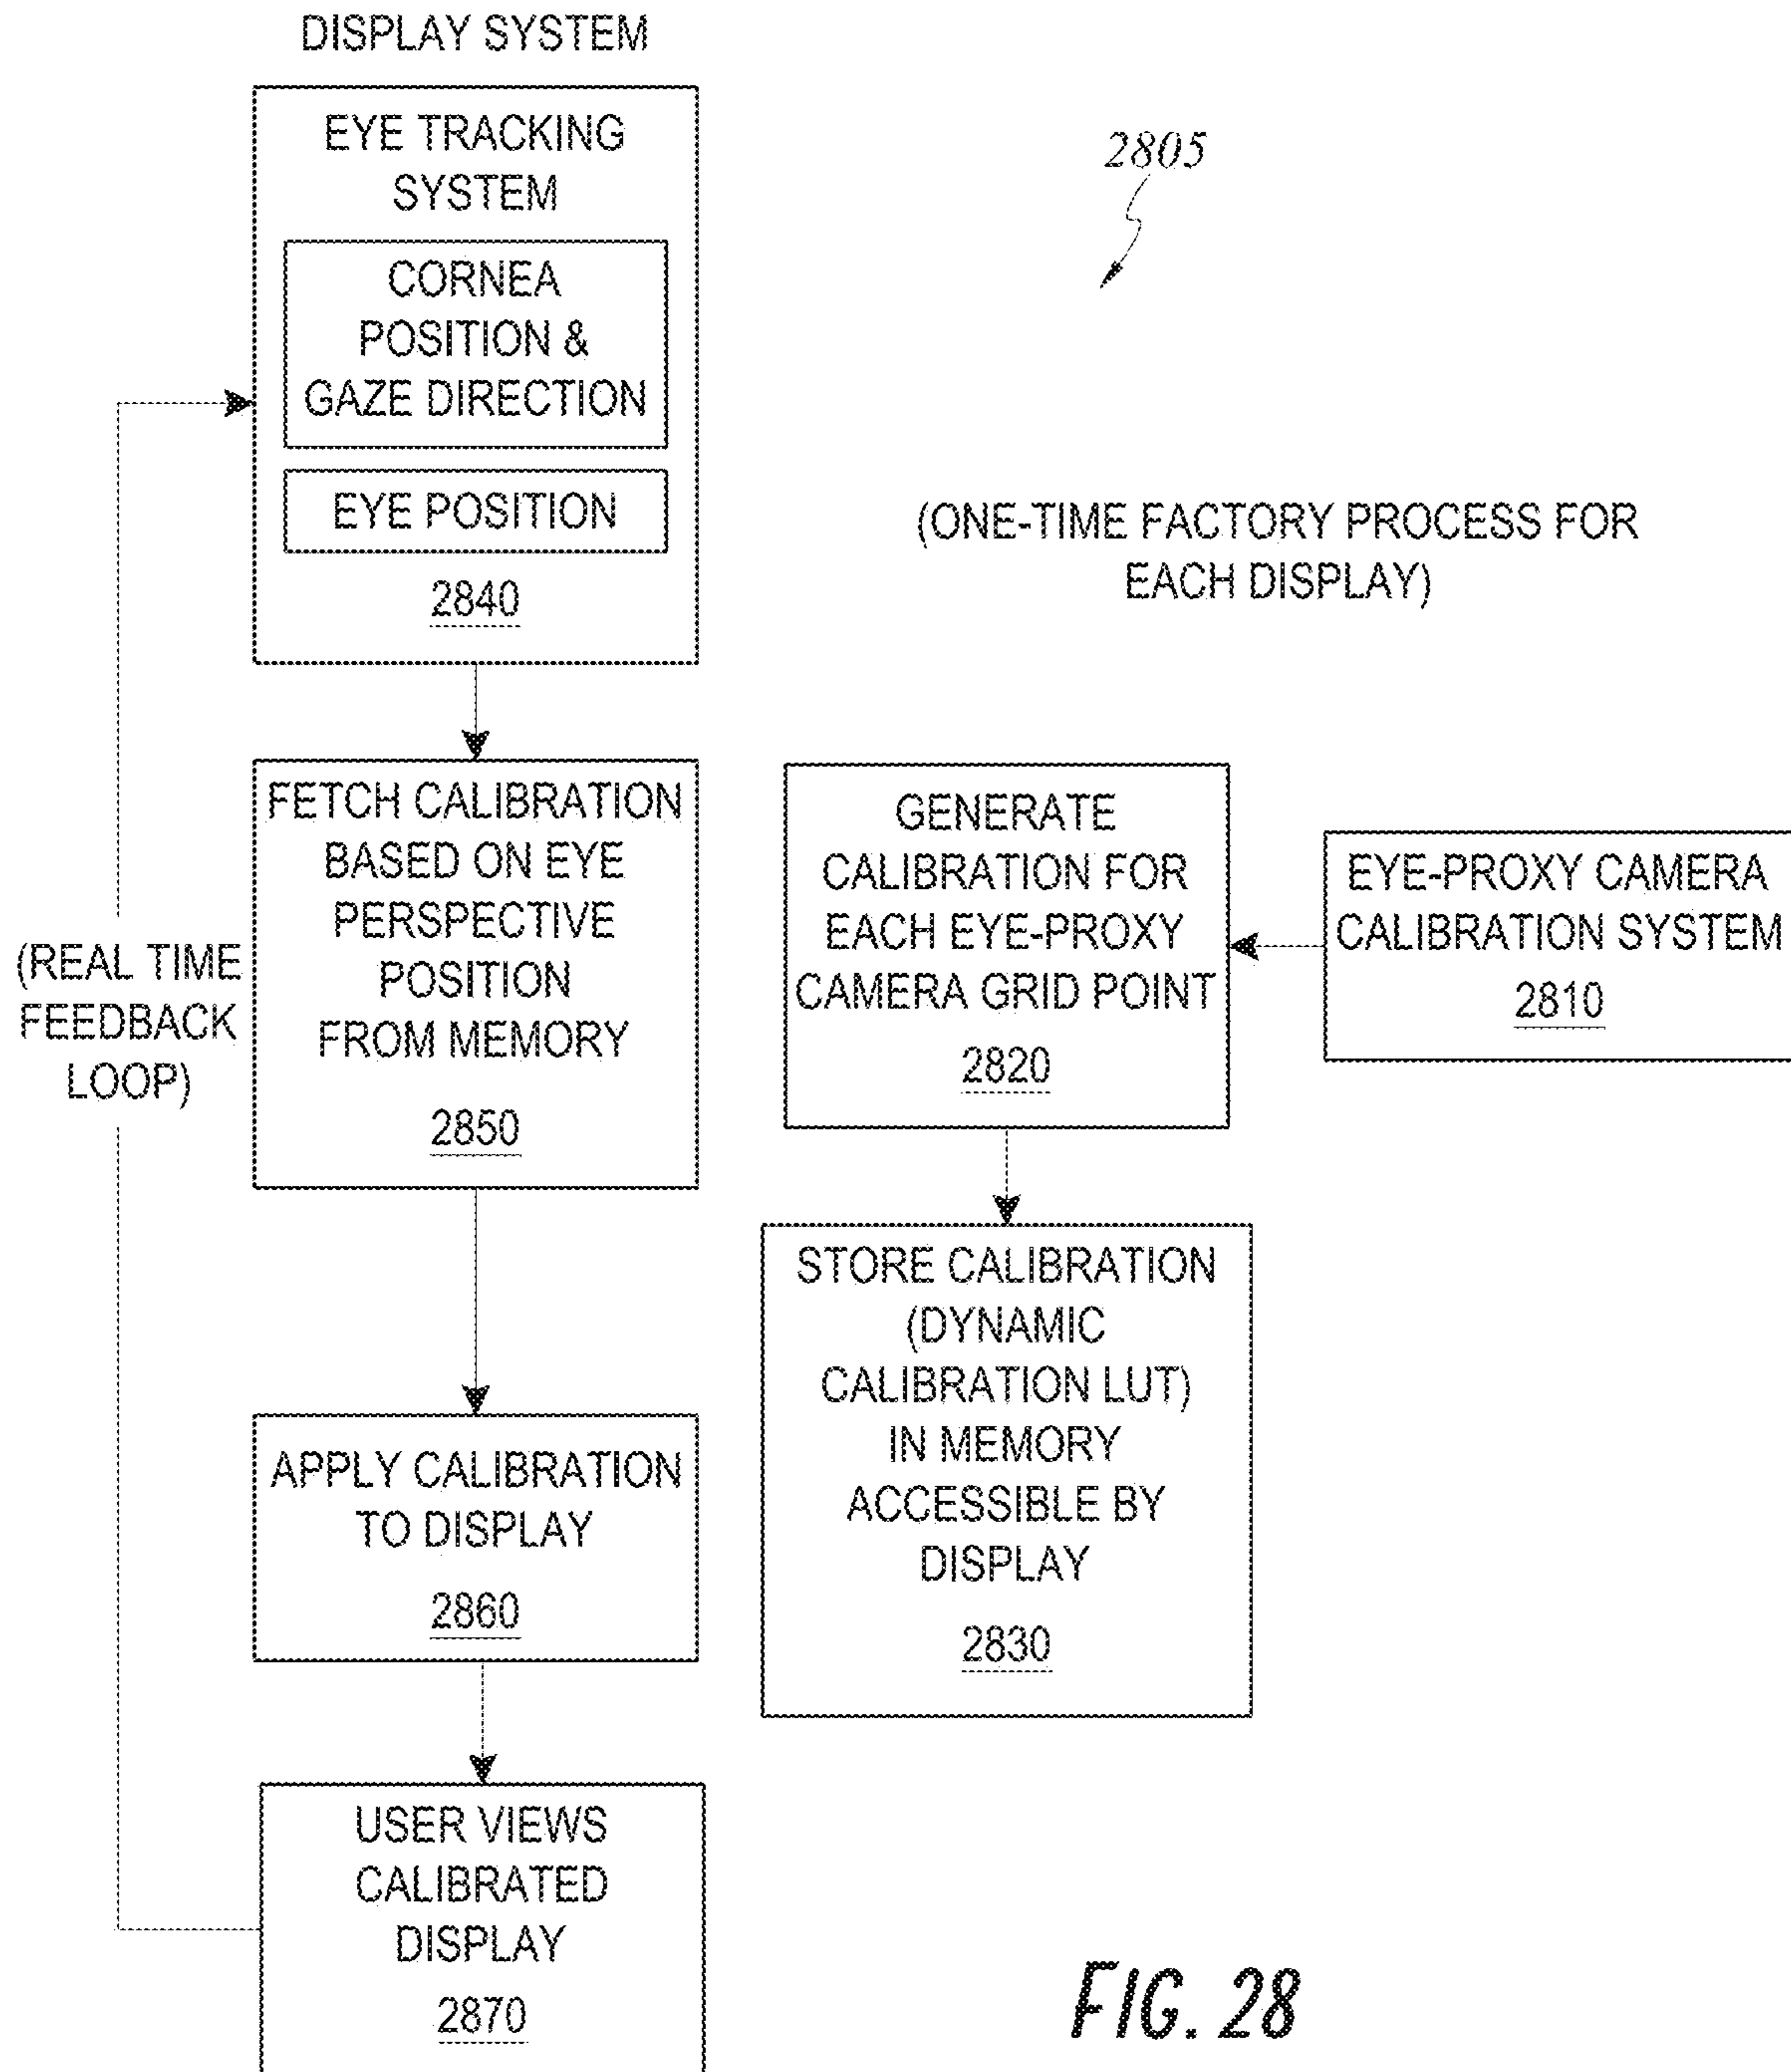 DISPLAY SYSTEM
EYE TRACKING
SYSTEM
CORNEA
POSITION &
GAZE DIRECTION
EYE POSITION
2840
2805
(ONE-TIME FACTORY PROCESS FOR
EACH DISPLAY)
FETCH CALIBRATION
BASED ON EYE
PERSPECTIVE
POSITION
FROM MEMORY
2850
(REAL TIME
FEEDBACK
LOOP)
GENERATE
CALIBRATION FOR
EACH EYE-PROXY
CAMERA GRID POINT
2820
EYE-PROXY CAMERA
CALIBRATION SYSTEM
2810
STORE CALIBRATION
(DYNAMIC
CALIBRATION LUT)
IN MEMORY
ACCESSIBLE BY
DISPLAY
2830
APPLY CALIBRATION
TO DISPLAY
2860
USER VIEWS
CALIBRATED
DISPLAY
2870
FIG. 28